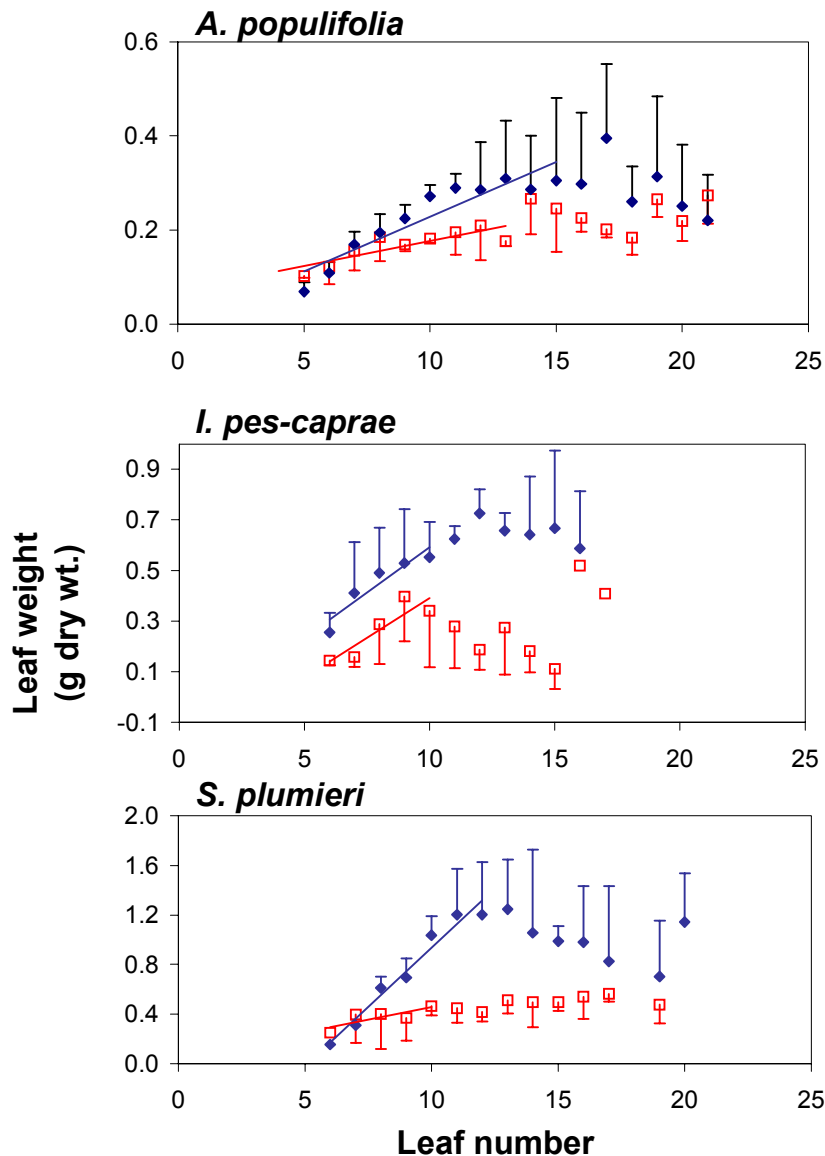 A. populifolia
0.6
0.4
0.2
0.0
0 5 10 15 20 25
I. pes-caprae
0.9
0.7
0.5
0.3
0.1
-0.1
0 5 10 15 20 25
Leaf weight
(g dry wt.)
S. plumieri
2.0
1.6
1.2
0.8
0.4
0.0
0 5 10 15 20 25
Leaf number